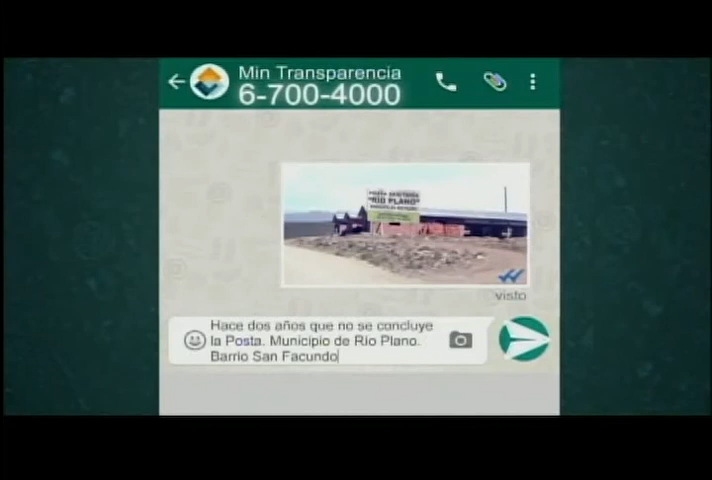 Min Transparencia
6-700-4000
POSTA SANITARIA
"RIO PLANO"
visto
Hace dos años que no se concluye
la Posta. Municipio de Rio Plano.
Barrio San Facundo